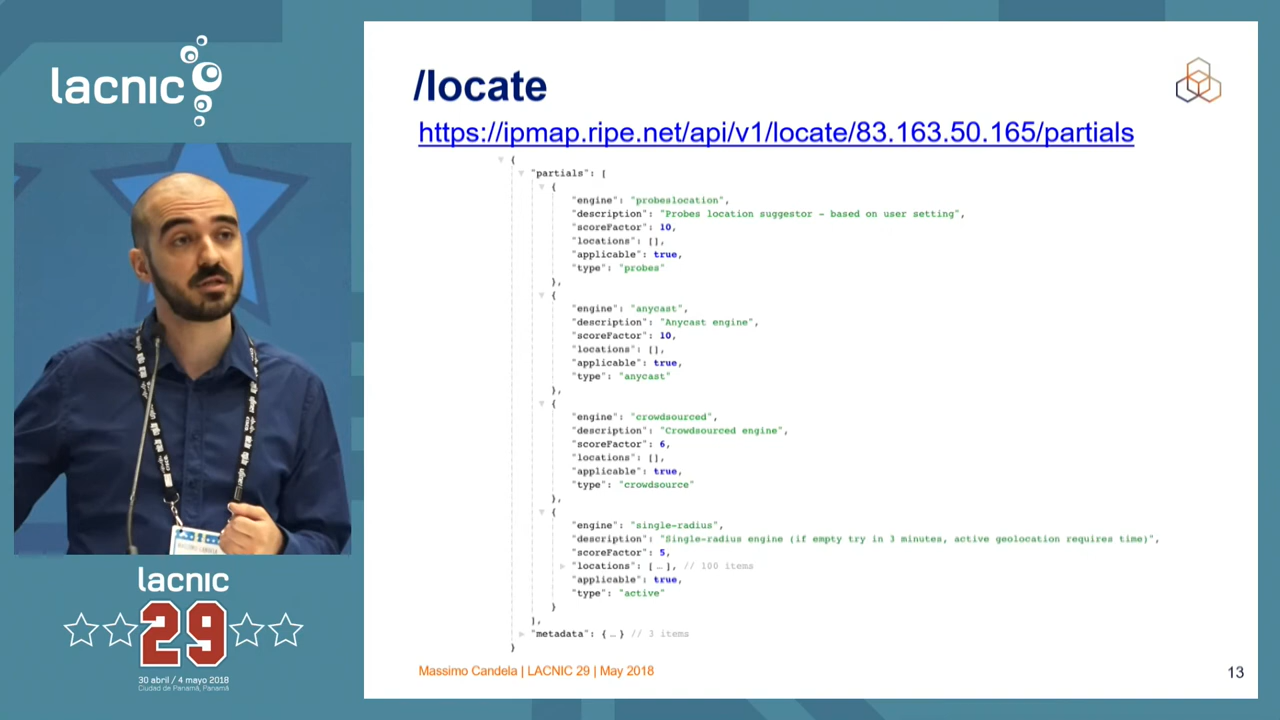 lacnic
/locate
https://ipmap.ripe.net/api/v1/locate/83.163.50.165/partials
{
"partials": [
{
"engine": "probeslocation",
"description": "Probes location suggestor - based on user setting",
"scoreFactor": 10,
"locations": [],
"applicable": true,
"type": "probes"
},
{
"engine": "anycast",
"description": "Anycast engine",
"scoreFactor": 10,
"locations": [],
"applicable": true,
"type": "anycast"
},
{
"engine": "crowdsourced",
"description": "Crowdsourced engine",
"scoreFactor": 6,
"locations": [],
"applicable": true,
"type": "crowdsource"
},
{
"engine": "single-radius",
"description": "Single-radius engine (if empty try in 3 minutes, active geolocation requires time)",
"scoreFactor": 5,
"locations": [ … ], // 100 items
"applicable": true,
"type": "active"
}
],
"metadata": { … } // 3 items
}
Massimo Candela | LACNIC 29 | May 2018
13
lacnic
29
30 abril / 4 mayo 2018
Ciudad de Panamá, Panamá